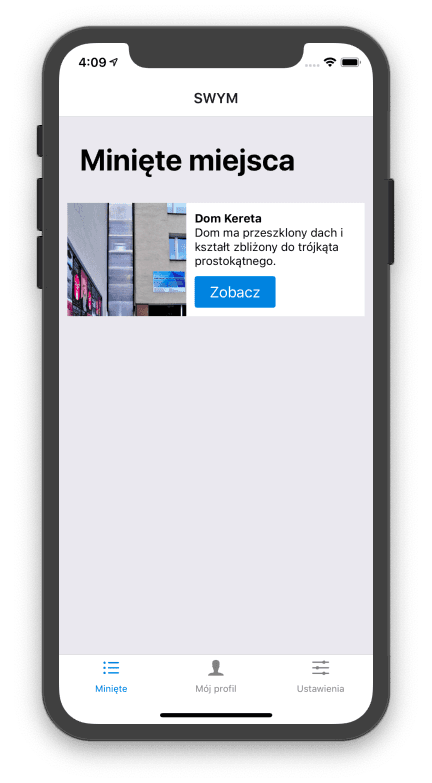 4:09
SWYM
Minięte miejsca
Dom Kereta
Dom ma przeszklony dach i
kształt zbliżony do trójkąta
prostokątnego.
Zobacz
Minięte
Mój profil
Ustawienia